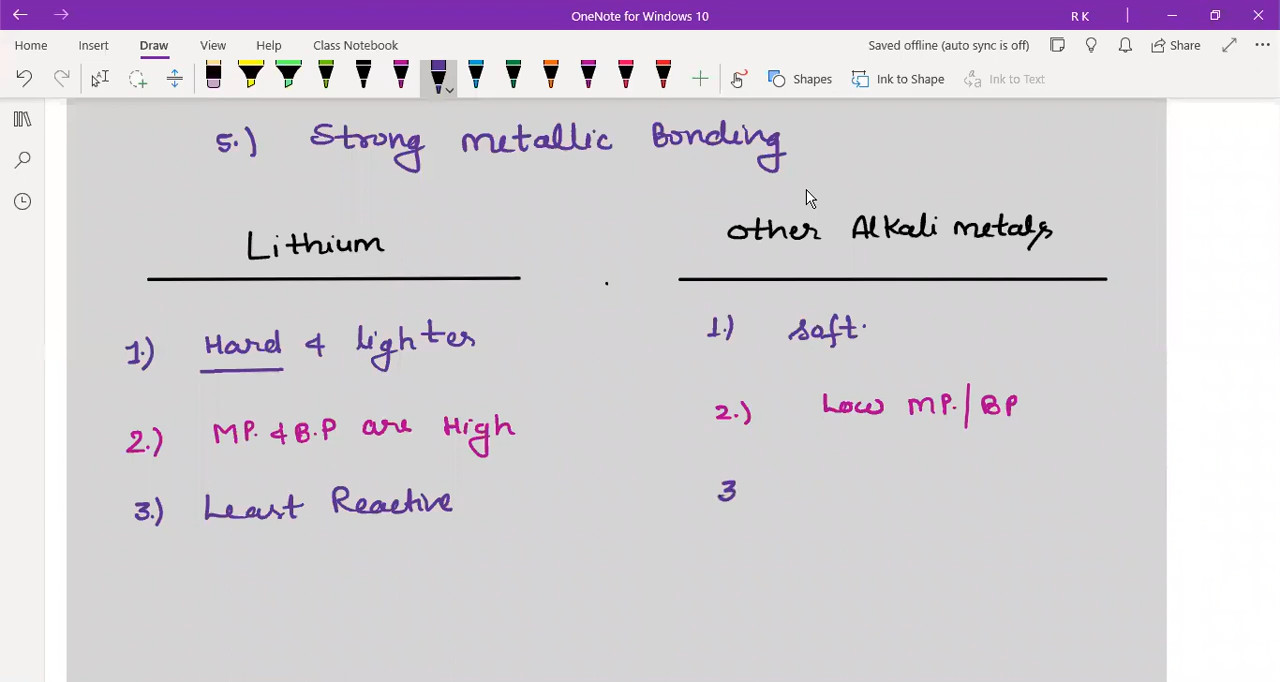 OneNote for Windows 10
R K
Home Insert Draw View Help Class Notebook
Saved offline (auto sync is off) Share
Shapes Ink to Shape Ink to Text
5.) Strong metallic Bonding
Lithium
other Alkali metals
1.) Hard & lighter
1.) soft.
2.) MP. & B.P are High
2.) Low MP./BP
3.) Least Reactive
3